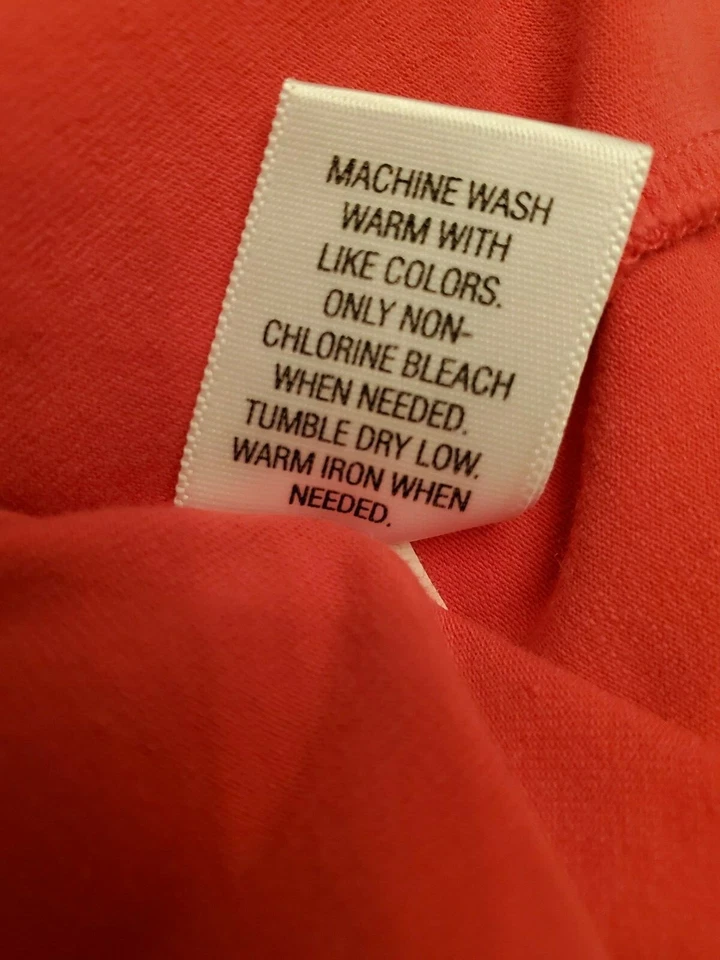 MACHINE WASH
WARM WITH
LIKE COLORS.
ONLY NON-
CHLORINE BLEACH
WHEN NEEDED.
TUMBLE DRY LOW.
WARM IRON WHEN
NEEDED.